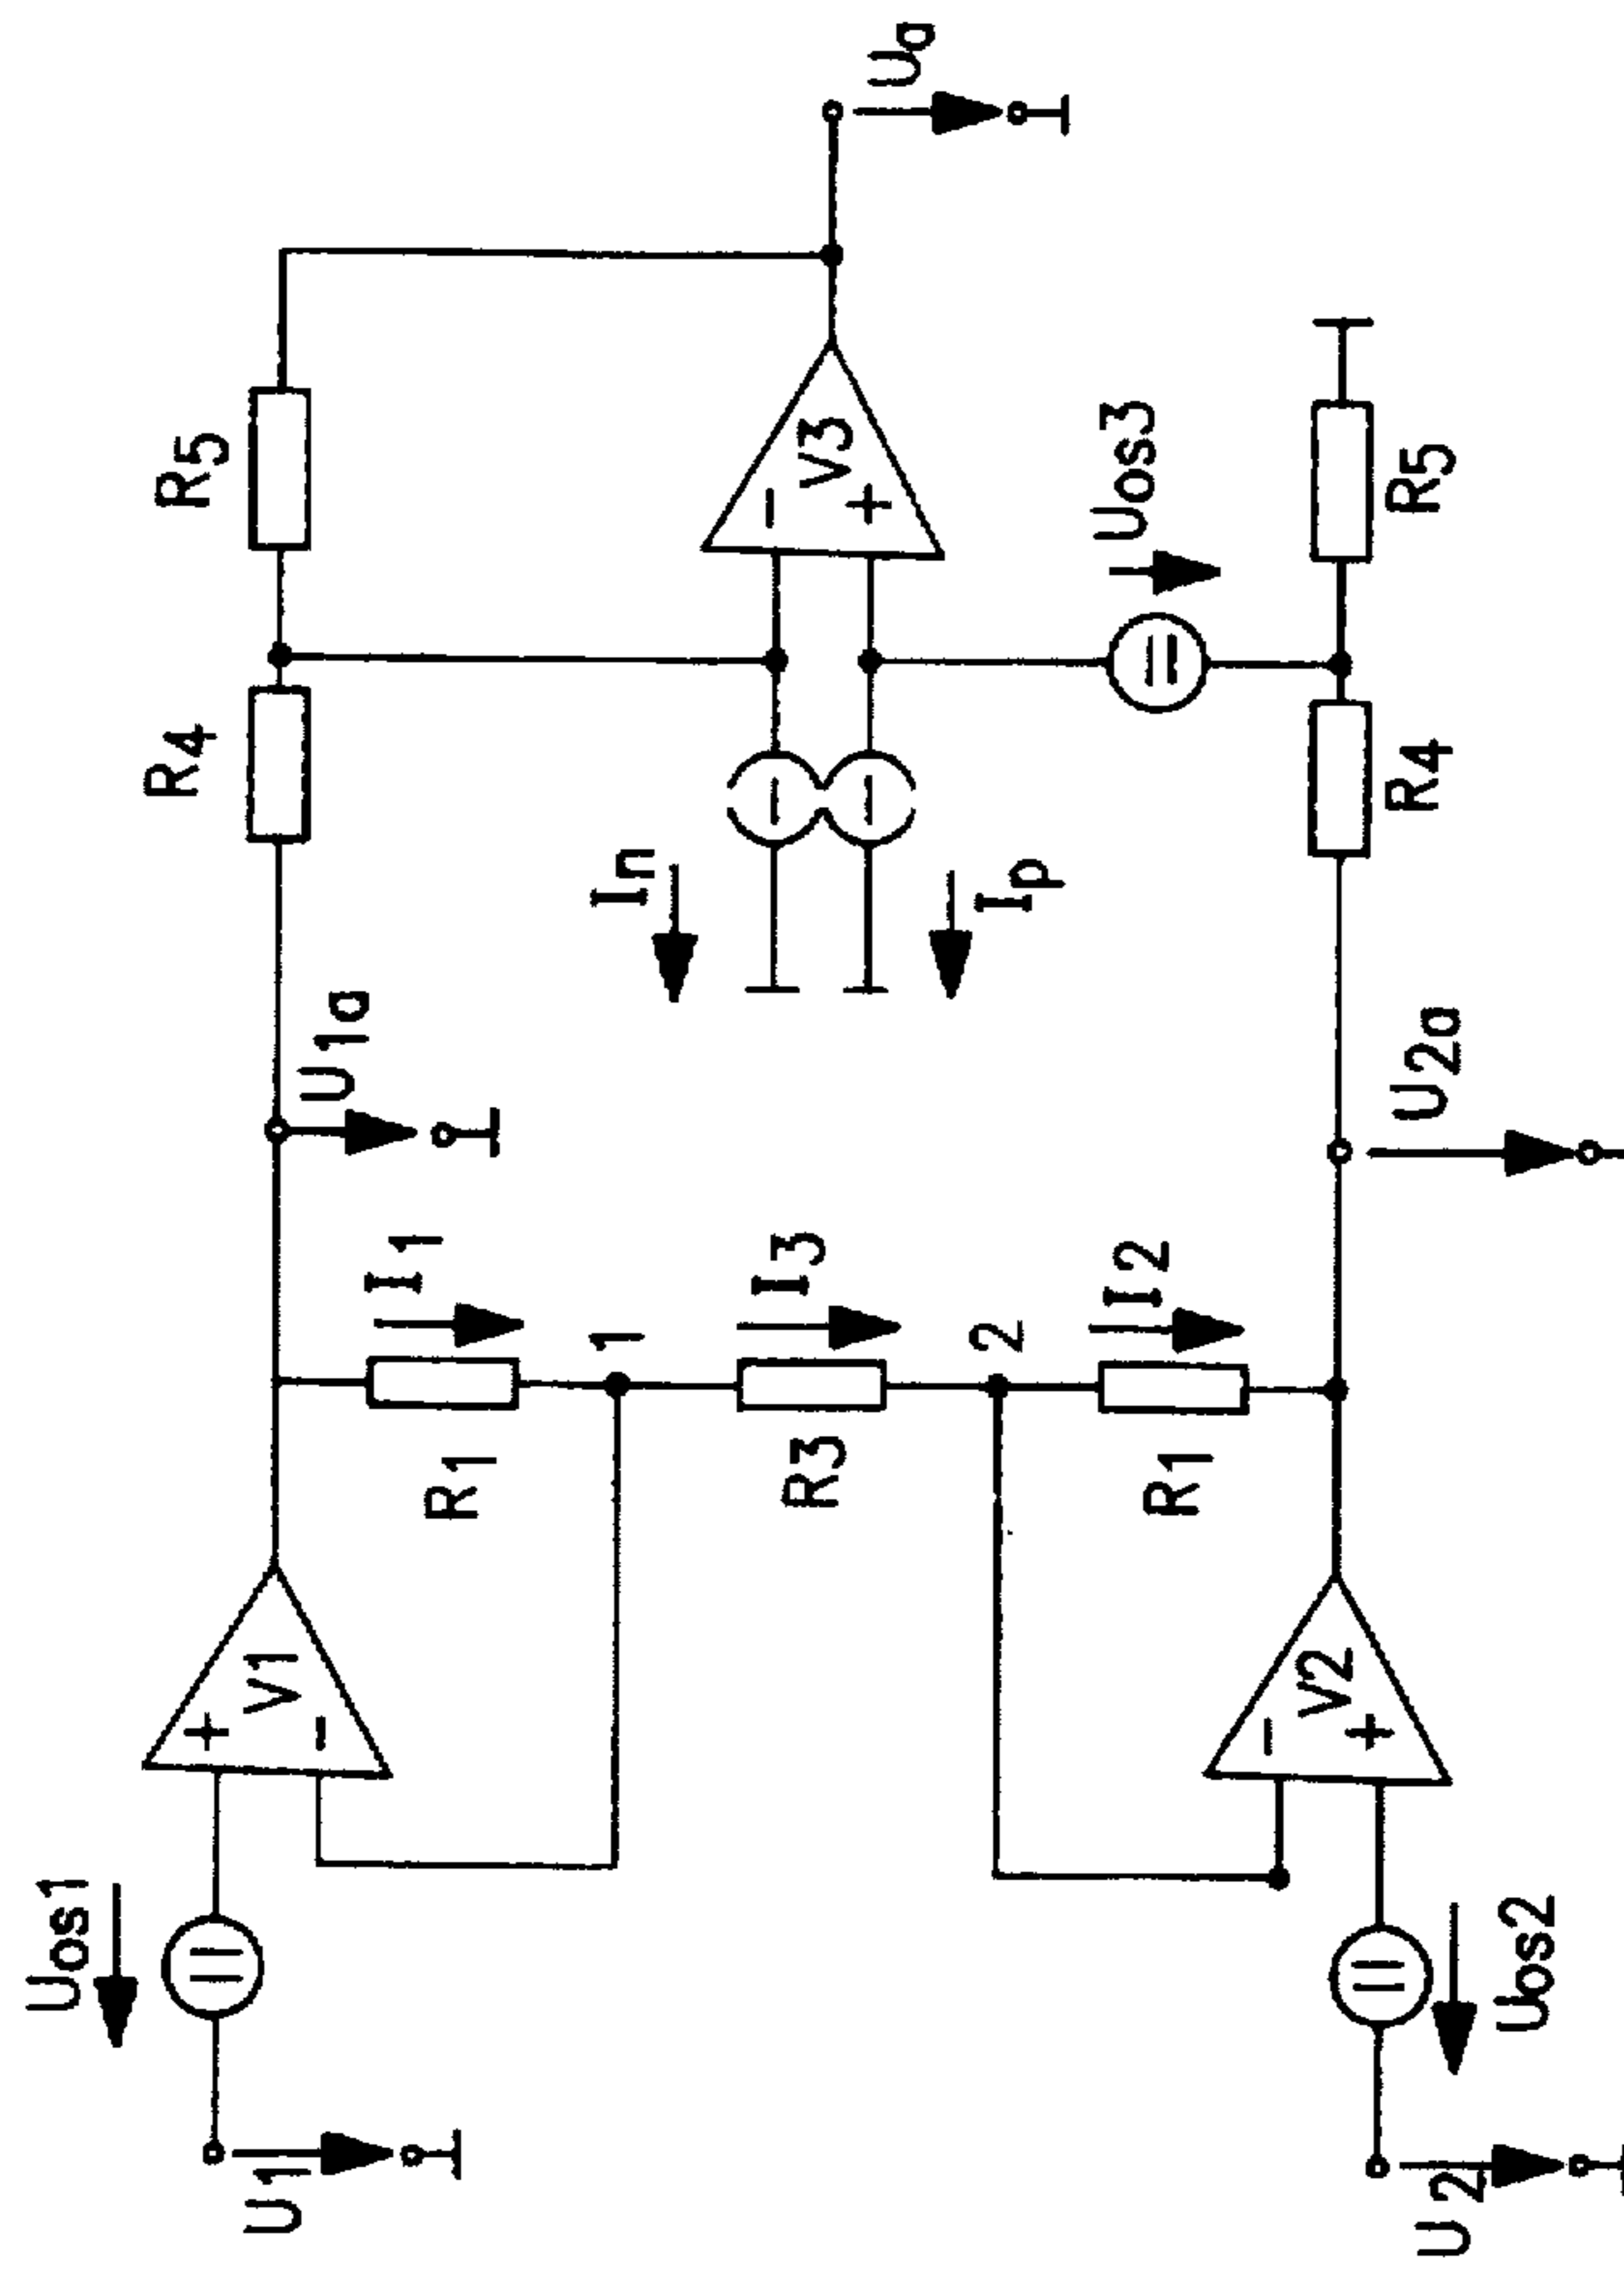 Uos1
U1
V1
+
-
R1
I1
1
R3
I3
2
R1
I2
U1a
R4
R5
In
Ip
-
+
V3
Ua
Uos3
-
+
V2
Uos2
U2
U2a
R4
R5